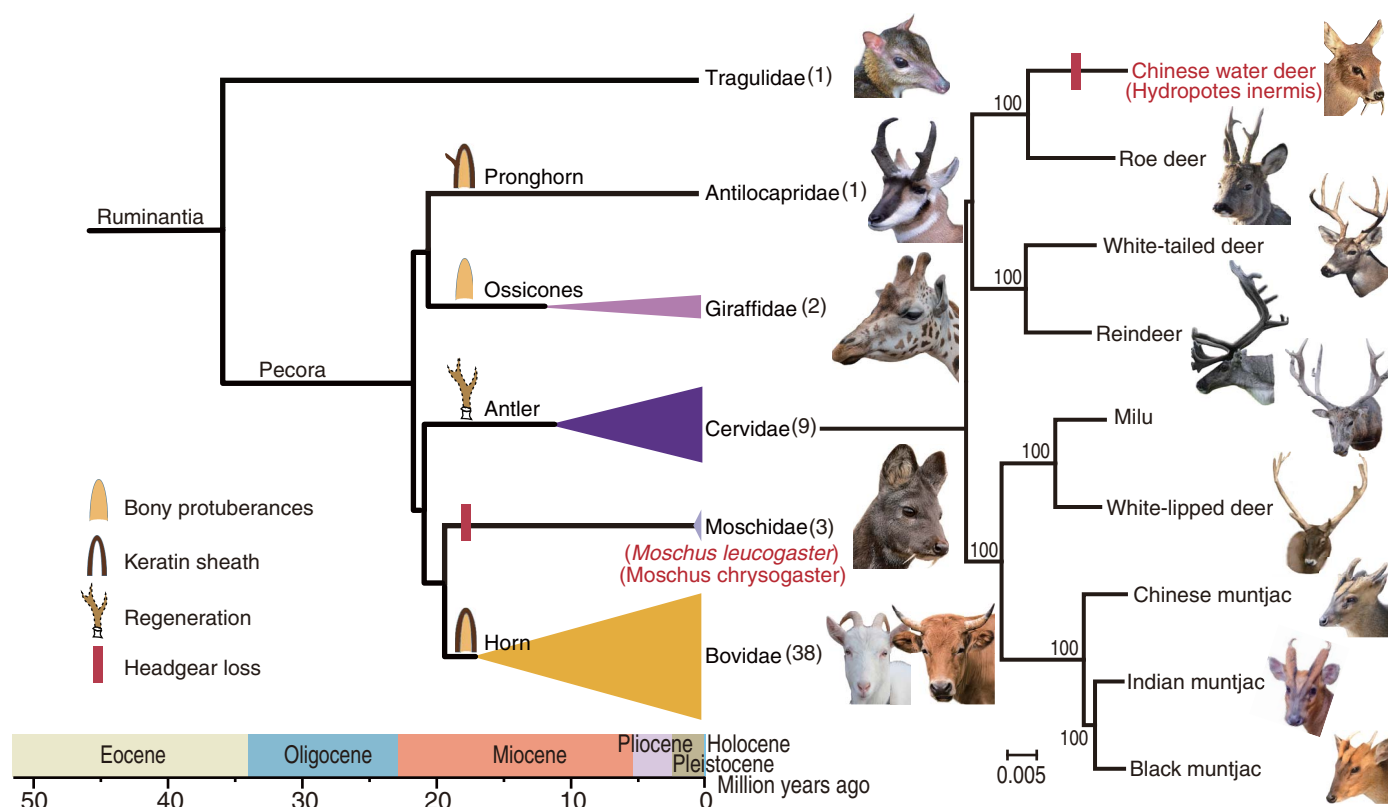 Ruminantia
Pecora
Pronghorn
Ossicones
Antler
Horn
Tragulidae (1)
Antilocapridae (1)
Giraffidae (2)
Cervidae (9)
Moschidae (3)
(Moschus leucogaster)
(Moschus chrysogaster)
Bovidae (38)
Bony protuberances
Keratin sheath
Regeneration
Headgear loss
Eocene
Oligocene
Miocene
Pliocene
Pleistocene
Holocene
50 40 30 20 10 0
Million years ago
100
Chinese water deer
(Hydropotes inermis)
Roe deer
100
White-tailed deer
Reindeer
100
100
Milu
White-lipped deer
100
Chinese muntjac
Indian muntjac
100
Black muntjac
0.005